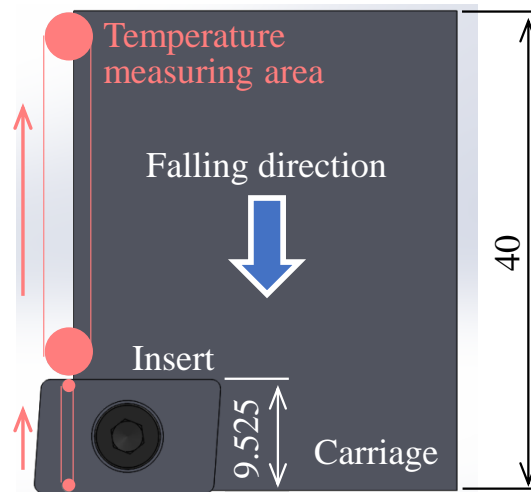 Temperature
measuring area
Falling direction
40
Insert
9.525
Carriage